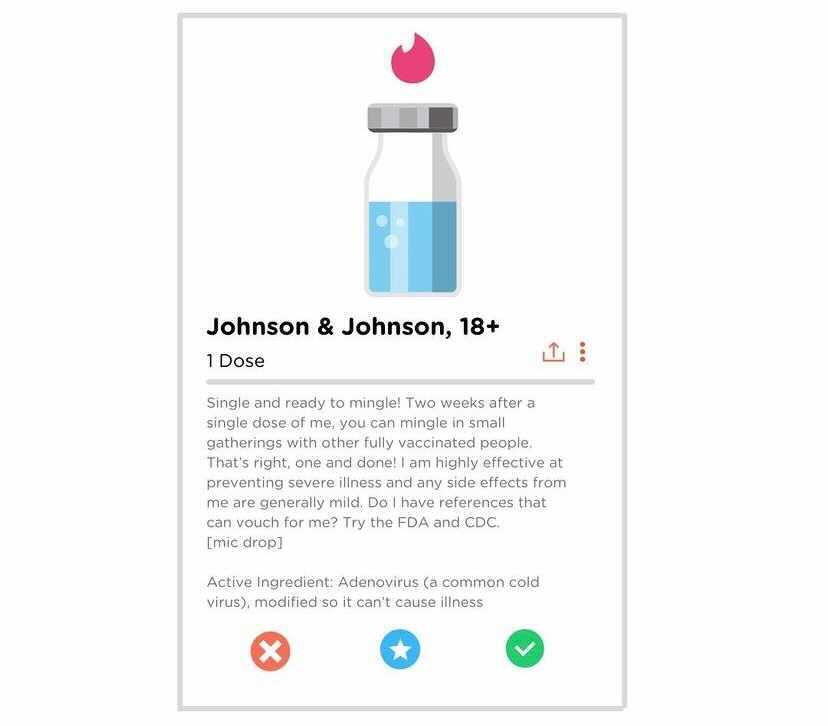 Johnson & Johnson, 18+
1 Dose
Single and ready to mingle! Two weeks after a
single dose of me, you can mingle in small
gatherings with other fully vaccinated people.
That's right, one and done! I am highly effective at
preventing severe illness and any side effects from
me are generally mild. Do I have references that
can vouch for me? Try the FDA and CDC.
[mic drop]
Active Ingredient: Adenovirus (a common cold
virus), modified so it can't cause illness